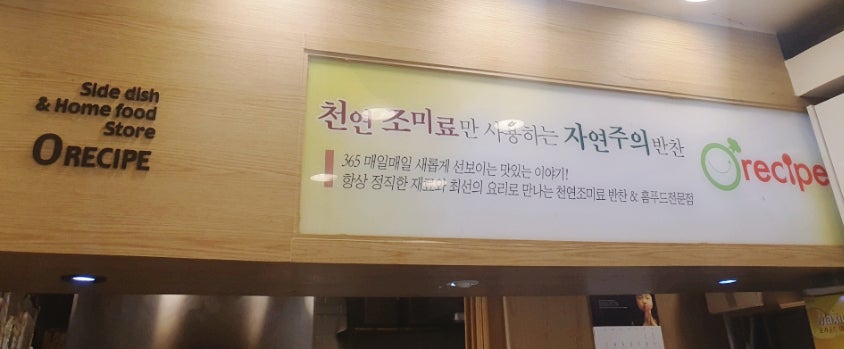 Side dish
& Home food
Store
O RECIPE
천연 조미료만 사용하는 자연주의 반찬
365 매일매일 새롭게 선보이는 맛있는 이야기!
항상 정직한 재료와 최선의 요리로 만나는 천연조미료 반찬 & 홈푸드전문점
Orecipe